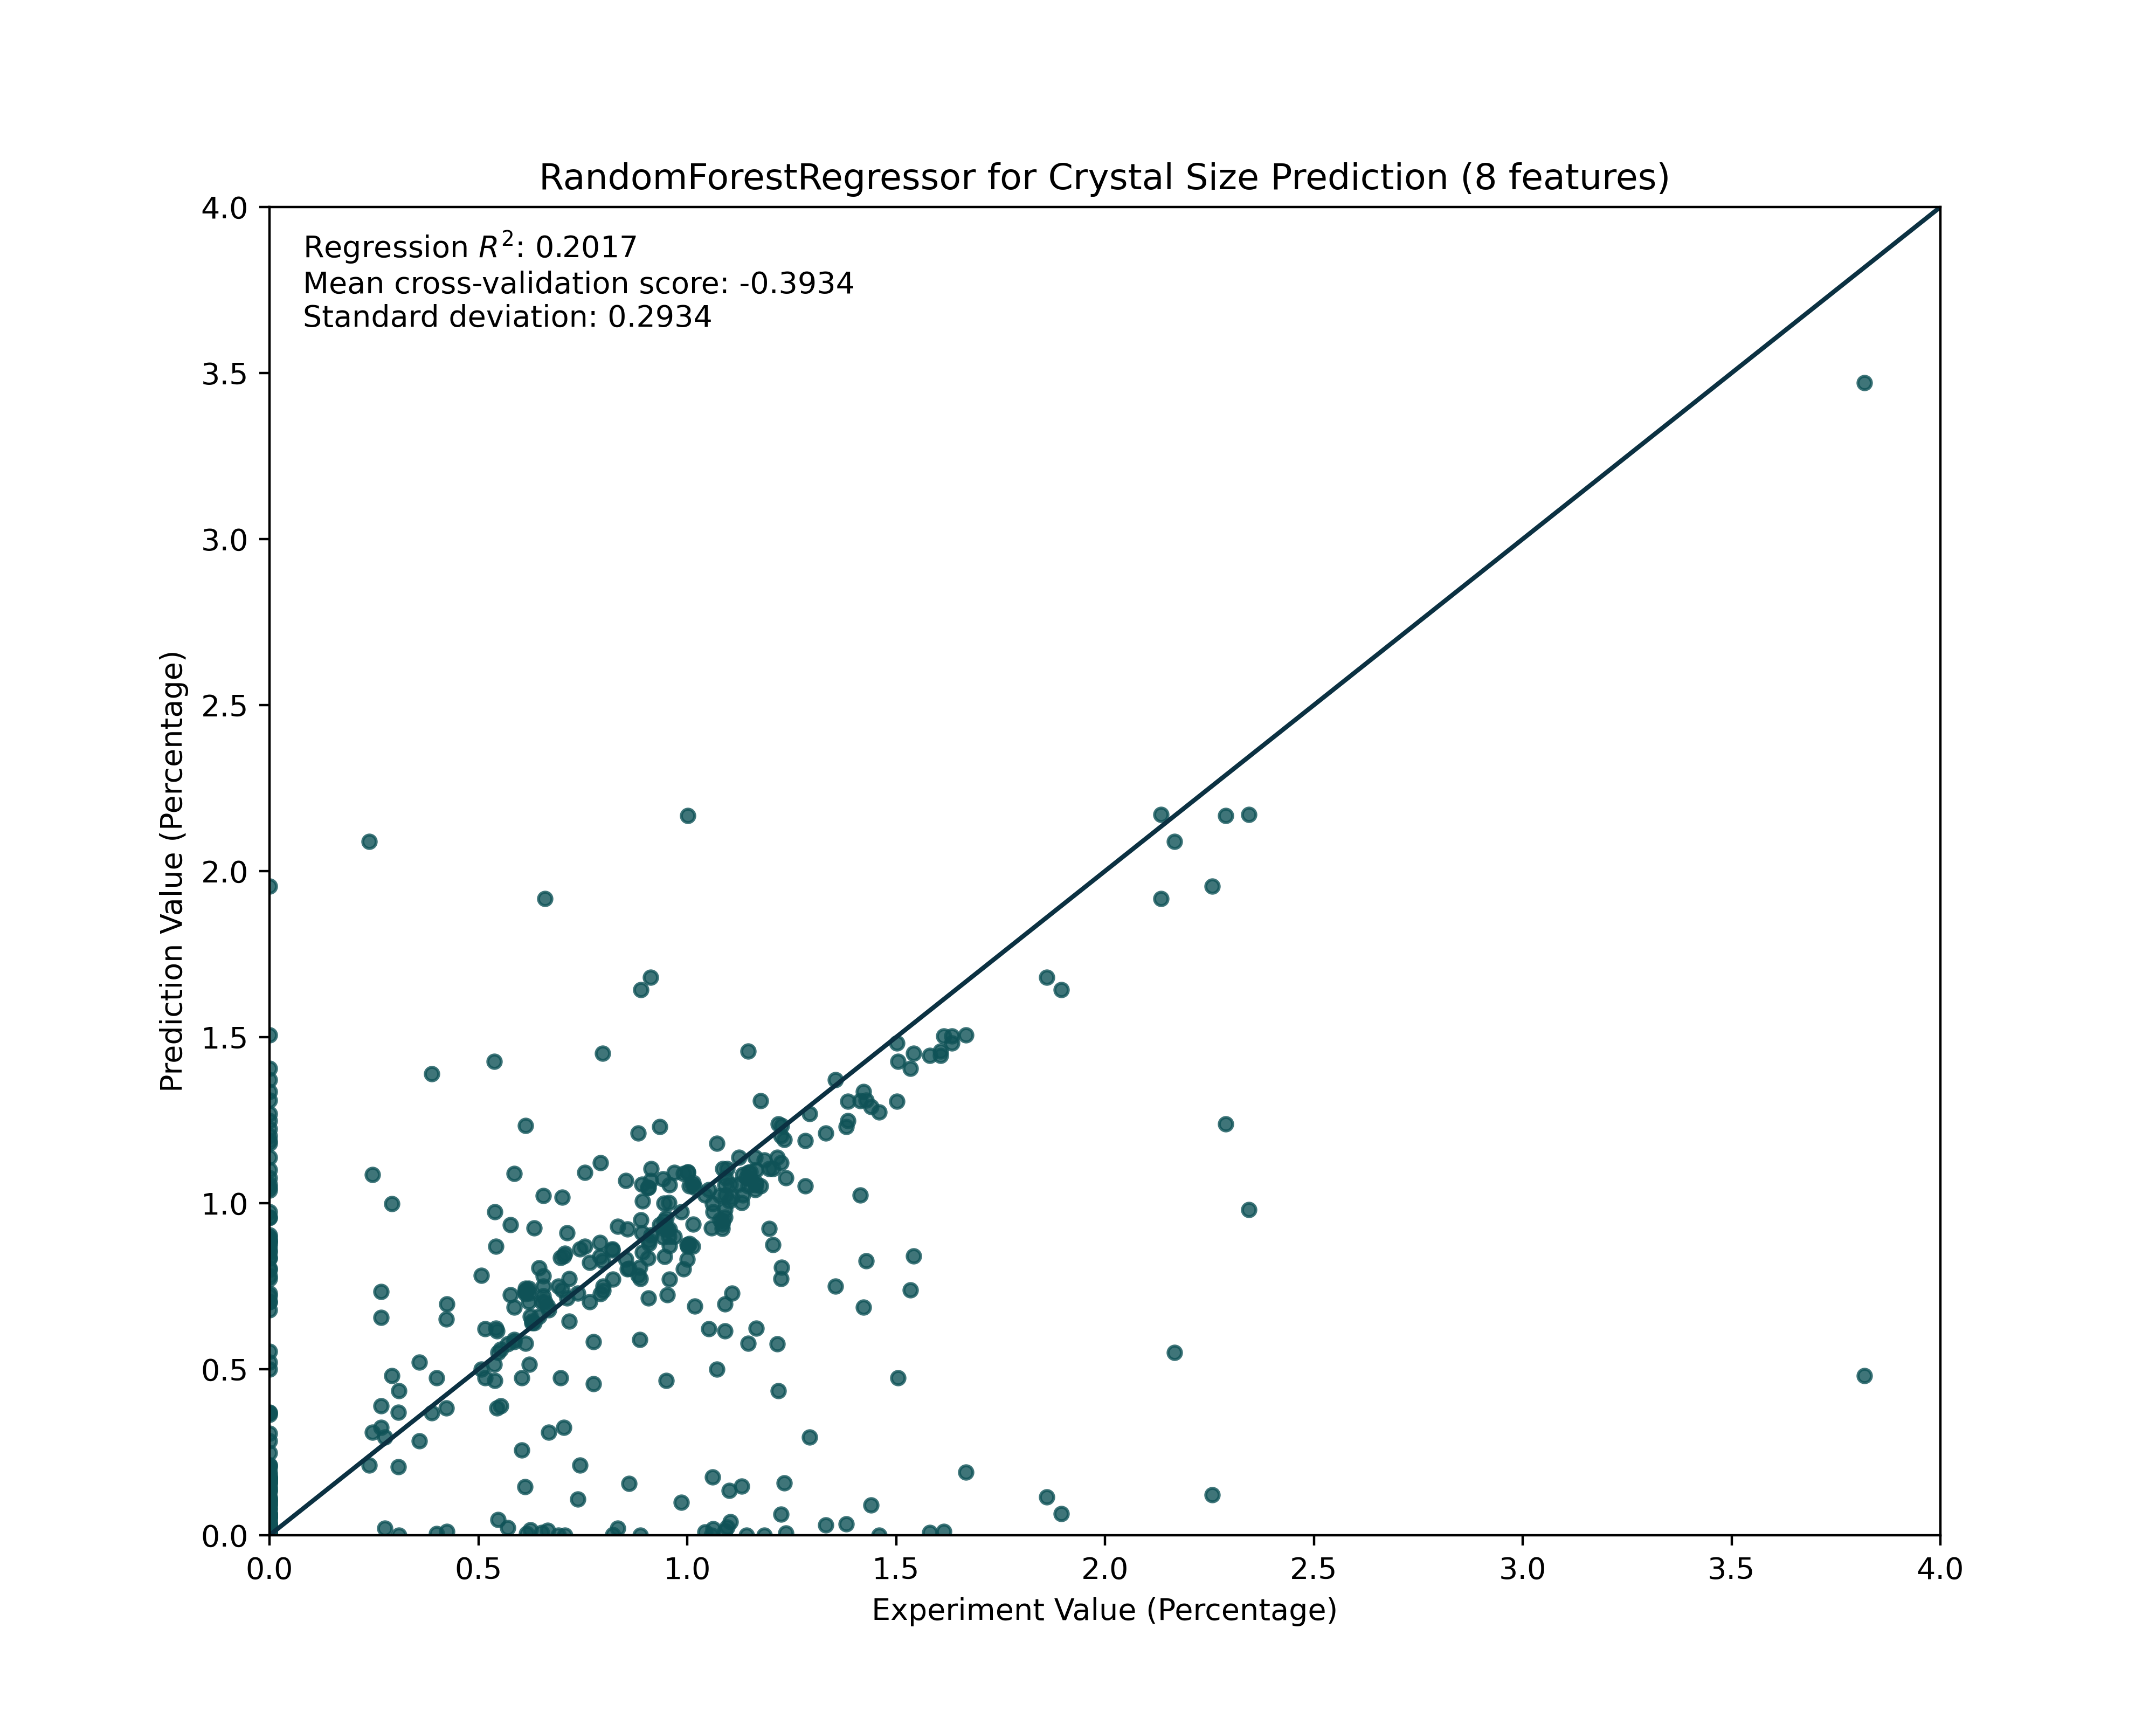 RandomForestRegressor for Crystal Size Prediction (8 features)
Regression R²: 0.2017
Mean cross-validation score: -0.3934
Standard deviation: 0.2934
4.0
3.5
3.0
2.5
2.0
1.5
1.0
0.5
0.0
Prediction Value (Percentage)
0.0 0.5 1.0 1.5 2.0 2.5 3.0 3.5 4.0
Experiment Value (Percentage)